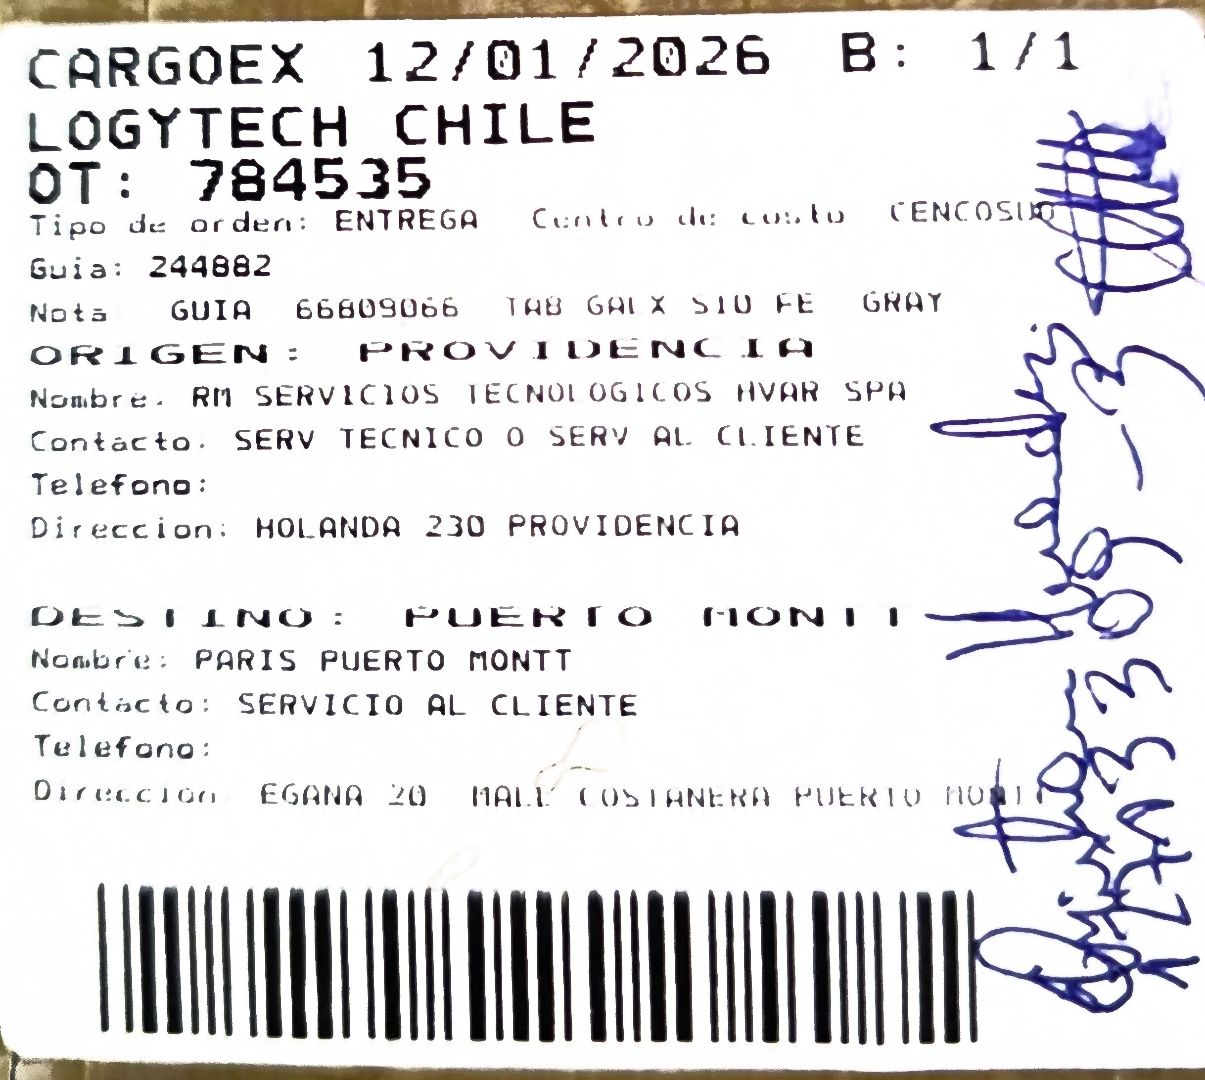 CARGOEX 12/01/2026 B: 1/1
LOGYTECH CHILE
OT: 784535
Tipo de orden: ENTREGA Centro de costo CENCOSUD
Guia: 244882
Nota GUIA 66809066 TAB GALX S10 FE GRAY
ORIGEN: PROVIDENCIA
Nombre. RM SERVICIOS TECNOLOGICOS HVAR SPA
Contacto. SERV TECNICO O SERV AL CLIENTE
Telefono:
Direccion: HOLANDA 230 PROVIDENCIA
DESTINO: PUERTO MONTT
Nombre: PARIS PUERTO MONTT
Contacto: SERVICIO AL CLIENTE
Telefono:
Direccion EGANA 20 MALL COSTANERA PUERTO MONTT